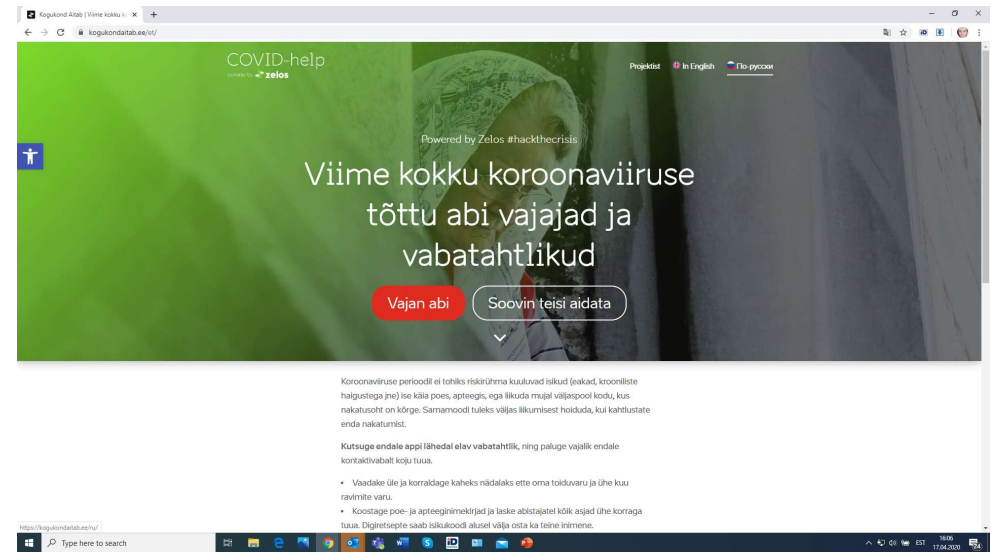 Kogukond Aitab | Viime kokku k
kogukondaitab.ee/et/
COVID-help
zelos
Projektist In English По-русски
Powered by Zelos #hackthecrisis
Viime kokku koroonaviiruse
tõttu abi vajajad ja
vabatahtlikud
Vajan abi Soovin teisi aidata
Koroonaviiruse perioodil ei tohiks riskirühma kuuluvad isikud (eakad, krooniliste
haigustega jne) ise käia poes, apteegis, ega liikuda mujal väljaspool kodu, kus
nakatusoht on kõrge. Samamoodi tuleks väljas liikumisest hoiduda, kui kahtlustate
enda nakatumist.
Kutsuge endale appi lähedal elav vabatahtlik, ning paluge vajalik endale
kontaktivabalt koju tuua.
• Vaadake üle ja korraldage kaheks nädalaks ette oma toiduvaru ja ühe kuu
ravimite varu.
• Koostage poe- ja apteeginimekirjad ja laske abistajatel kõik asjad ühe korraga
tuua. Digiretsepte saab isikukoodi alusel välja osta ka teine inimene.
https://kogukondaitab.ee/ru/
Type here to search
EST
16:06
17.04.2020
24